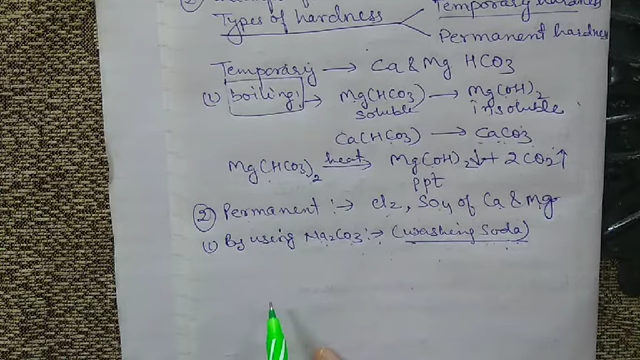 Types of hardness
Temporary hardness
Permanent hardness
Temporary → Ca & Mg HCO3
(i) boiling: → Mg(HCO3) → Mg(OH)2
soluble insoluble
Ca(HCO3) → CaCO3
Mg(HCO3)2 heat→ Mg(OH)2↓ + 2CO2↑
ppt
② Permanent :→ Cl2, SO4 of Ca & Mg
(i) By using Na2CO3 :→ (washing soda)